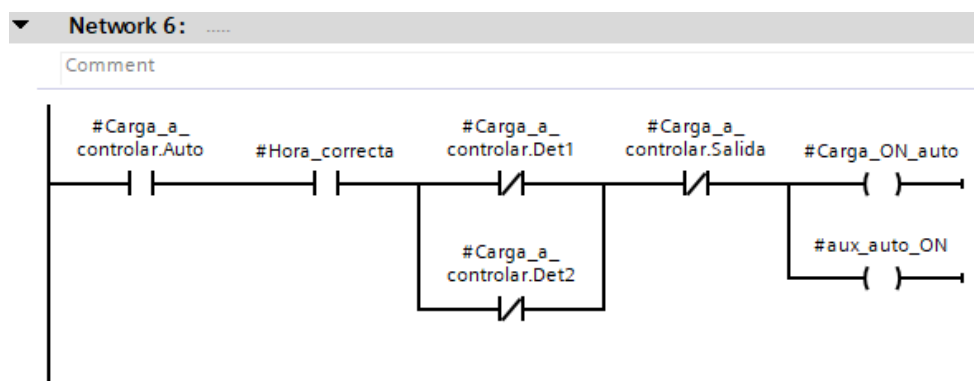 Network 6: .....
Comment
#Carga_a_
controlar.Auto
#Hora_correcta
#Carga_a_
controlar.Det1
#Carga_a_
controlar.Salida
#Carga_ON_auto
#Carga_a_
controlar.Det2
#aux_auto_ON